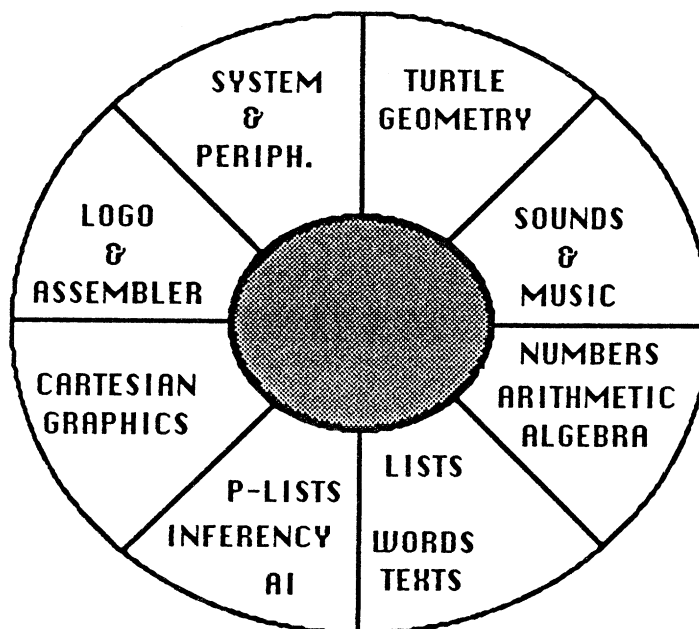 SYSTEM
&
PERIPH.
TURTLE
GEOMETRY
SOUNDS
&
MUSIC
NUMBERS
ARITHMETIC
ALGEBRA
LISTS
WORDS
TEXTS
P-LISTS
INFERENCY
AI
CARTESIAN
GRAPHICS
LOGO
&
ASSEMBLER